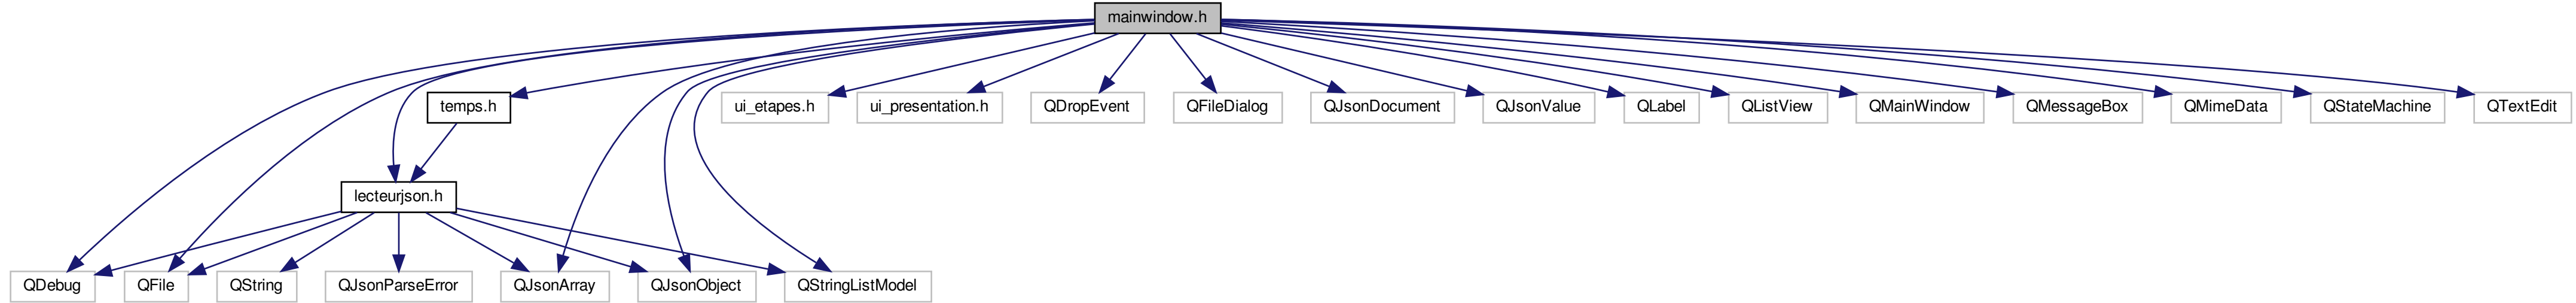 mainwindow.h
temps.h
ui_etapes.h
ui_presentation.h
QDropEvent
QFileDialog
QJsonDocument
QJsonValue
QLabel
QListView
QMainWindow
QMessageBox
QMimeData
QStateMachine
QTextEdit
lecteurjson.h
QDebug
QFile
QString
QJsonParseError
QJsonArray
QJsonObject
QStringListModel